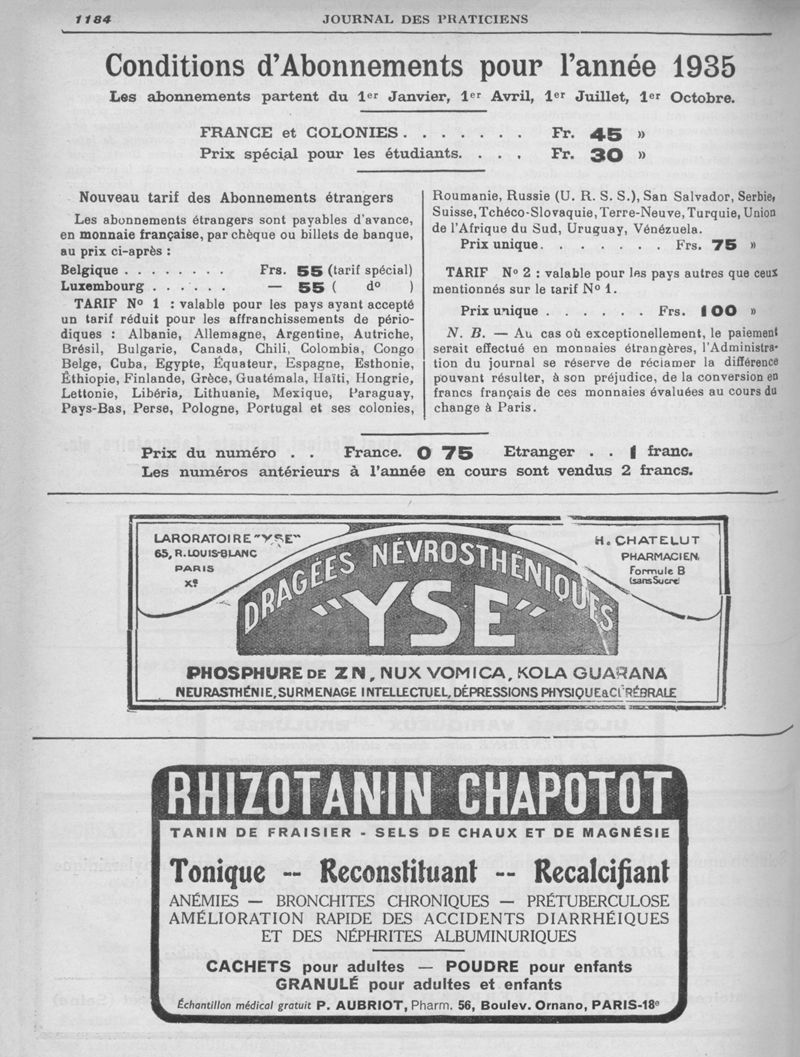 1184
JOURNAL DES PRATICIENS
Conditions d'Abonnements pour l'année 1935
Les abonnements partent du 1er Janvier, 1er Avril, 1er Juillet, 1er Octobre.
FRANCE et COLONIES . . . . . . . Fr. 45 »
Prix spécial pour les étudiants. . . . Fr. 30 »
Nouveau tarif des Abonnements étrangers
Les abonnements étrangers sont payables d'avance,
en monnaie française, par chèque ou billets de banque,
au prix ci-après :
Belgique . . . . . . . . Frs. 55 (tarif spécial)
Luxembourg . . . . . . — 55 ( do )
TARIF No 1 : valable pour les pays ayant accepté
un tarif réduit pour les affranchissements de pério-
diques : Albanie, Allemagne, Argentine, Autriche,
Brésil, Bulgarie, Canada, Chili, Colombia, Congo
Belge, Cuba, Egypte, Équateur, Espagne, Esthonie,
Éthiopie, Finlande, Grèce, Guatémala, Haïti, Hongrie,
Lettonie, Libéria, Lithuanie, Mexique, Paraguay,
Pays-Bas, Perse, Pologne, Portugal et ses colonies,
Roumanie, Russie (U. R. S. S.), San Salvador, Serbie,
Suisse, Tchéco-Slovaquie, Terre-Neuve, Turquie, Union
de l'Afrique du Sud, Uruguay, Vénézuela.
Prix unique. . . . . . . Frs. 75 »
TARIF No 2 : valable pour les pays autres que ceux
mentionnés sur le tarif No 1.
Prix unique . . . . . . Frs. 100 »
N. B. — Au cas où exceptionellement, le paiement
serait effectué en monnaies étrangères, l'Administra-
tion du journal se réserve de réclamer la différence
pouvant résulter, à son préjudice, de la conversion en
francs français de ces monnaies évaluées au cours du
change à Paris.
Prix du numéro . . France. 0 75 Etranger . . 1 franc.
Les numéros antérieurs à l'année en cours sont vendus 2 francs.
LARORATOIRE "YSE"
65, R. LOUIS-BLANC
PARIS
Xe
H. CHATELUT
PHARMACIEN
Formule B
(sans Sucre)
DRAGÉES NÉVROSTHÉNIQUES
"YSE"
PHOSPHURE DE ZN, NUX VOMICA, KOLA GUARANA
NEURASTHÉNIE, SURMENAGE INTELLECTUEL, DÉPRESSIONS PHYSIQUE & CÉRÉBRALE
RHIZOTANIN CHAPOTOT
TANIN DE FRAISIER - SELS DE CHAUX ET DE MAGNÉSIE
Tonique -- Reconstituant -- Recalcifiant
ANÉMIES — BRONCHITES CHRONIQUES — PRÉTUBERCULOSE
AMÉLIORATION RAPIDE DES ACCIDENTS DIARRHÉIQUES
ET DES NÉPHRITES ALBUMINURIQUES
CACHETS pour adultes — POUDRE pour enfants
GRANULÉ pour adultes et enfants
Échantillon médical gratuit P. AUBRIOT, Pharm. 56, Boulev. Ornano, PARIS-18e